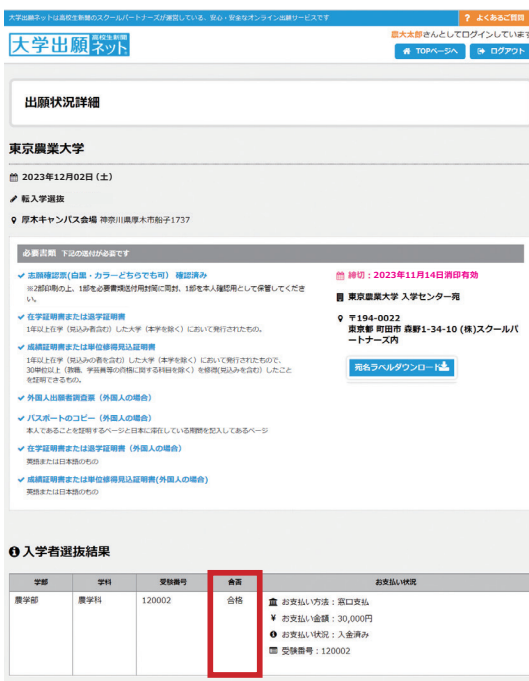 大学出願ネットは高校生新聞のスクールパートナーズが運営している、安心・安全なオンライン出願サービスです
? よくあるご質問
大学出願ネット
高校生新聞
農大太郎さんとしてログインしています
TOPページへ
ログアウト
出願状況詳細
東京農業大学
2023年12月02日(土)
転入学選抜
厚木キャンパス会場 神奈川県厚木市船子1737
必要書類 下記の送付が必要です
志願確認票(白黒・カラーどちらでも可) 確認済み
※2部印刷の上、1部を必要書類送付用封筒に同封、1部を本人確認用として保管してくださ
い。
在学証明書または退学証明書
1年以上在学(見込み者含む)した大学(本学を除く)において発行されたもの。
成績証明書または単位修得見込証明書
1年以上在学(見込みの者を含む)した大学(本学を除く)において発行されたもので、
30単位以上(教職、学芸員等の資格に関する科目を除く)を修得(見込みを含む)したこと
を証明できるもの。
外国人出願者調査票(外国人の場合)
パスポートのコピー(外国人の場合)
本人であることを証明するページと日本に滞在している期間を記入してあるページ
在学証明書または退学証明書(外国人の場合)
英語または日本語のもの
成績証明書または単位修得見込証明書(外国人の場合)
英語または日本語のもの
締切:2023年11月14日消印有効
東京農業大学 入学センター宛
〒194-0022
東京都 町田市 森野1-34-10 (株)スクールパ
ートナーズ内
宛名ラベルダウンロード
入学者選抜結果
学部 学科 受験番号 合否 お支払い状況
農学部 農学科 120002 合格 お支払い方法:窓口支払
¥ お支払い金額:30,000円
お支払い状況:入金済み
受験番号:120002